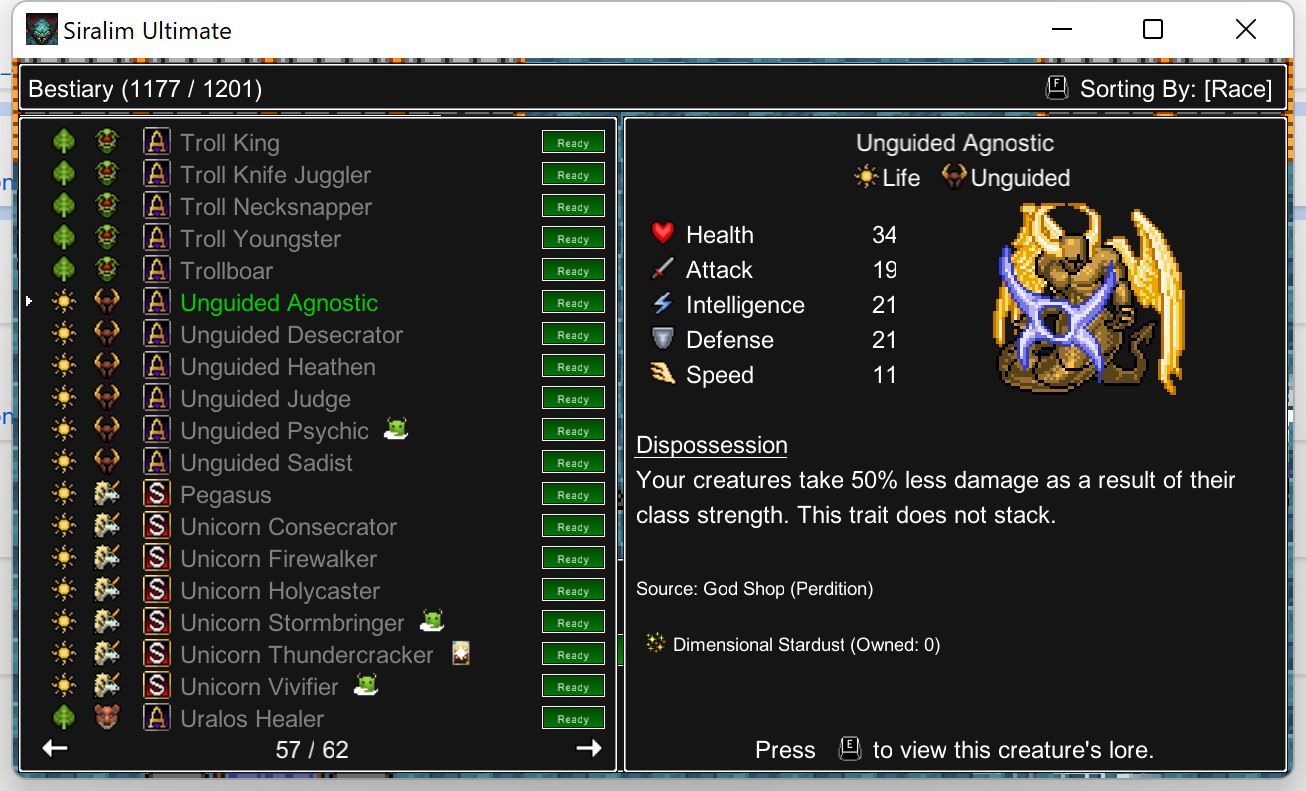 Siralim Ultimate
Bestiary (1177 / 1201)
F Sorting By: [Race]
A Troll King Ready
A Troll Knife Juggler Ready
A Troll Necksnapper Ready
A Troll Youngster Ready
A Trollboar Ready
A Unguided Agnostic Ready
A Unguided Desecrator Ready
A Unguided Heathen Ready
A Unguided Judge Ready
A Unguided Psychic Ready
A Unguided Sadist Ready
S Pegasus Ready
S Unicorn Consecrator Ready
S Unicorn Firewalker Ready
S Unicorn Holycaster Ready
S Unicorn Stormbringer Ready
S Unicorn Thundercracker Ready
S Unicorn Vivifier Ready
A Uralos Healer Ready
57 / 62
Unguided Agnostic
Life Unguided
Health 34
Attack 19
Intelligence 21
Defense 21
Speed 11
Dispossession
Your creatures take 50% less damage as a result of their
class strength. This trait does not stack.
Source: God Shop (Perdition)
Dimensional Stardust (Owned: 0)
Press E to view this creature's lore.